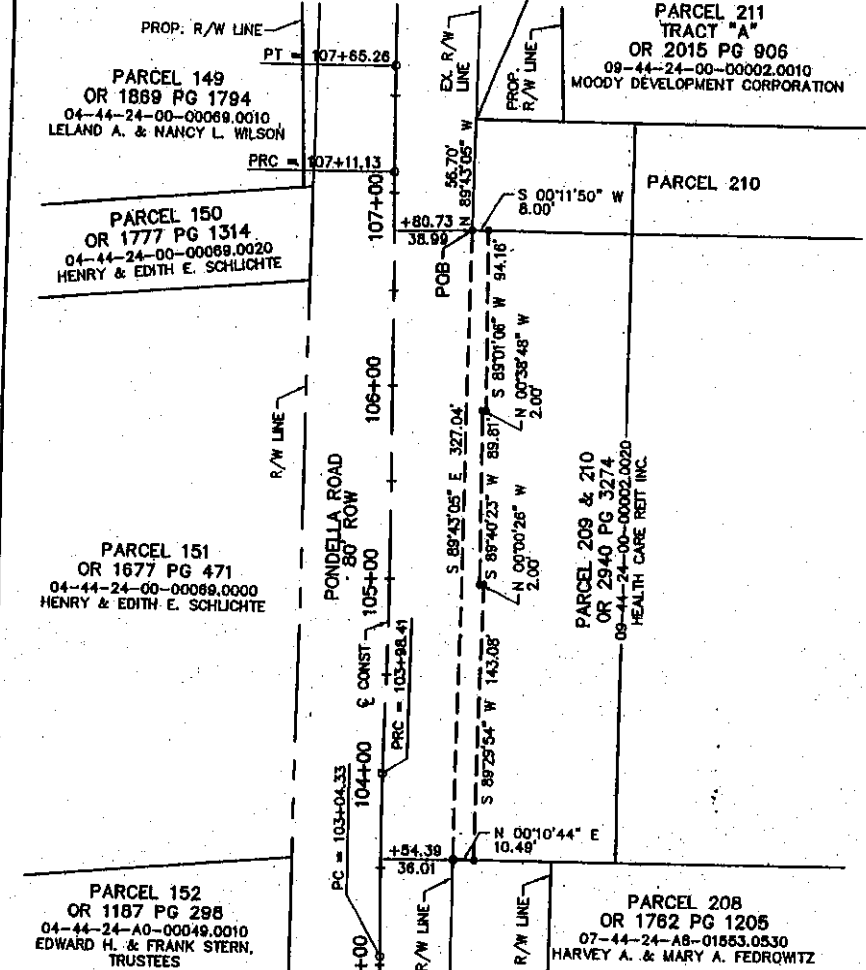 PROP. R/W LINE
PT = 107+65.26
PARCEL 149
OR 1869 PG 1794
04-44-24-00-00069.0010
LELAND A. & NANCY L. WILSON
PRC = 107+11.13
PARCEL 150
OR 1777 PG 1314
04-44-24-00-00069.0020
HENRY & EDITH E. SCHLICHTE
R/W LINE
PARCEL 151
OR 1677 PG 471
04-44-24-00-00069.0000
HENRY & EDITH E. SCHLICHTE
PARCEL 152
OR 1187 PG 298
04-44-24-A0-00049.0010
EDWARD H. & FRANK STERN,
TRUSTEES
PONDELLA ROAD
80' ROW
107+00
106+00
105+00
104+00
+00
℄ CONST
PRC = 103+98.41
PC = 103+04.33
EX. R/W
LINE
PROP.
R/W LINE
PARCEL 211
TRACT "A"
OR 2015 PG 906
09-44-24-00-00002.0010
MOODY DEVELOPMENT CORPORATION
56.70'
N 89°43'05" W
S 00°11'50" W
8.00'
PARCEL 210
+80.73
38.99
POB
S 89°01'06" W 94.16'
N 00°38'48" W
2.00'
S 89°43'05" E 327.04'
S 89°40'23" W 89.81'
N 00°00'26" W
2.00'
S 89°29'54" W 143.08'
PARCEL 209 & 210
OR 2940 PG 3274
09-44-24-00-00002.0020
HEALTH CARE REIT INC.
+54.39
36.01
N 00°10'44" E
10.49'
R/W LINE
R/W LINE
PARCEL 208
OR 1762 PG 1205
07-44-24-A8-01553.0530
HARVEY A. & MARY A. FEDROWITZ